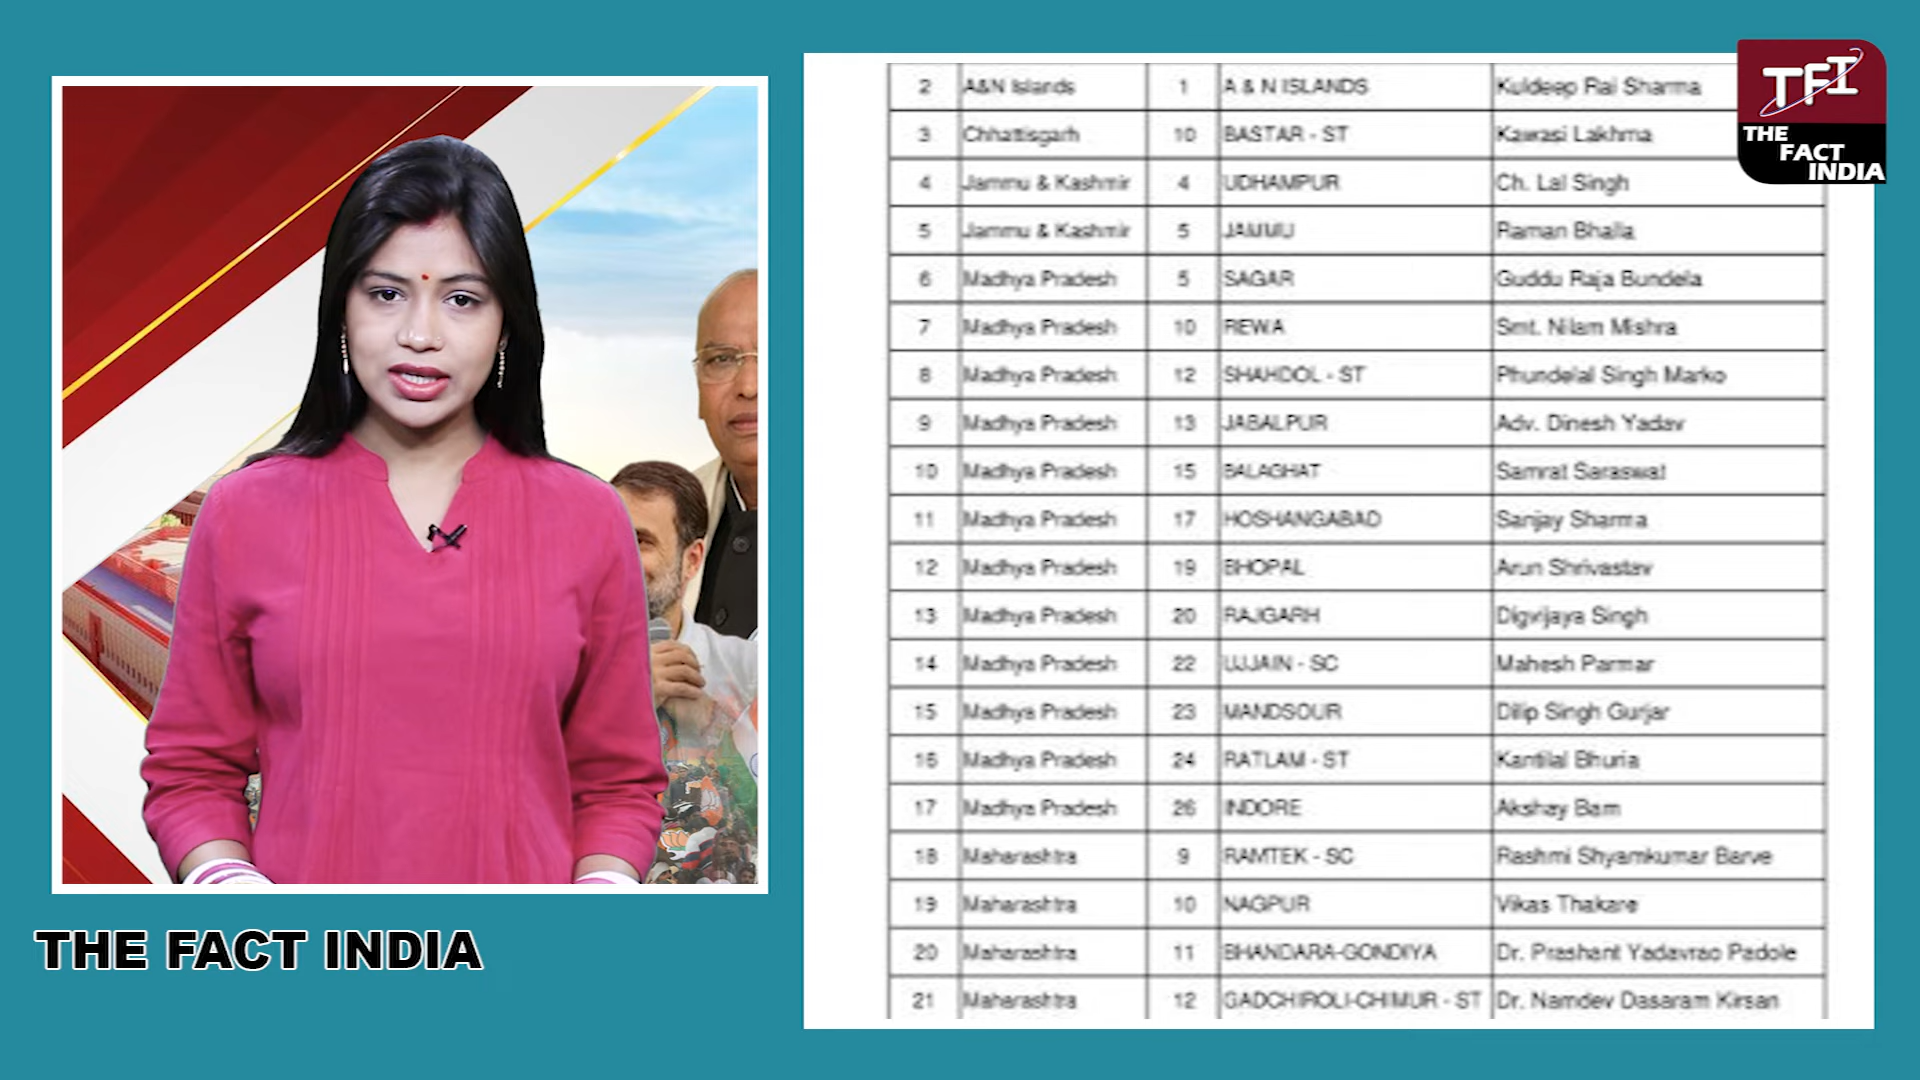 2 A&N Islands 1 A & N ISLANDS Kuldeep Rai Sharma
3 Chhattisgarh 10 BASTAR - ST Kawasi Lakhma
4 Jammu & Kashmir 4 UDHAMPUR Ch. Lal Singh
5 Jammu & Kashmir 5 JAMMU Raman Bhalla
6 Madhya Pradesh 5 SAGAR Guddu Raja Bundela
7 Madhya Pradesh 10 REWA Smt. Nilam Mishra
8 Madhya Pradesh 12 SHAHDOL - ST Phundelal Singh Marko
9 Madhya Pradesh 13 JABALPUR Adv. Dinesh Yadav
10 Madhya Pradesh 15 BALAGHAT Samrat Saraswat
11 Madhya Pradesh 17 HOSHANGABAD Sanjay Sharma
12 Madhya Pradesh 19 BHOPAL Arun Shrivastav
13 Madhya Pradesh 20 RAJGARH Digvijaya Singh
14 Madhya Pradesh 22 UJJAIN - SC Mahesh Parmar
15 Madhya Pradesh 23 MANDSOUR Dilip Singh Gurjar
16 Madhya Pradesh 24 RATLAM - ST Kantilal Bhuria
17 Madhya Pradesh 26 INDORE Akshay Bam
18 Maharashtra 9 RAMTEK - SC Rashmi Shyamkumar Barve
19 Maharashtra 10 NAGPUR Vikas Thakare
20 Maharashtra 11 BHANDARA-GONDIYA Dr. Prashant Yadavrao Padole
21 Maharashtra 12 GADCHIROLI-CHIMUR - ST Dr. Namdev Dasaram Kirsan
TFI
THE
FACT
INDIA
THE FACT INDIA